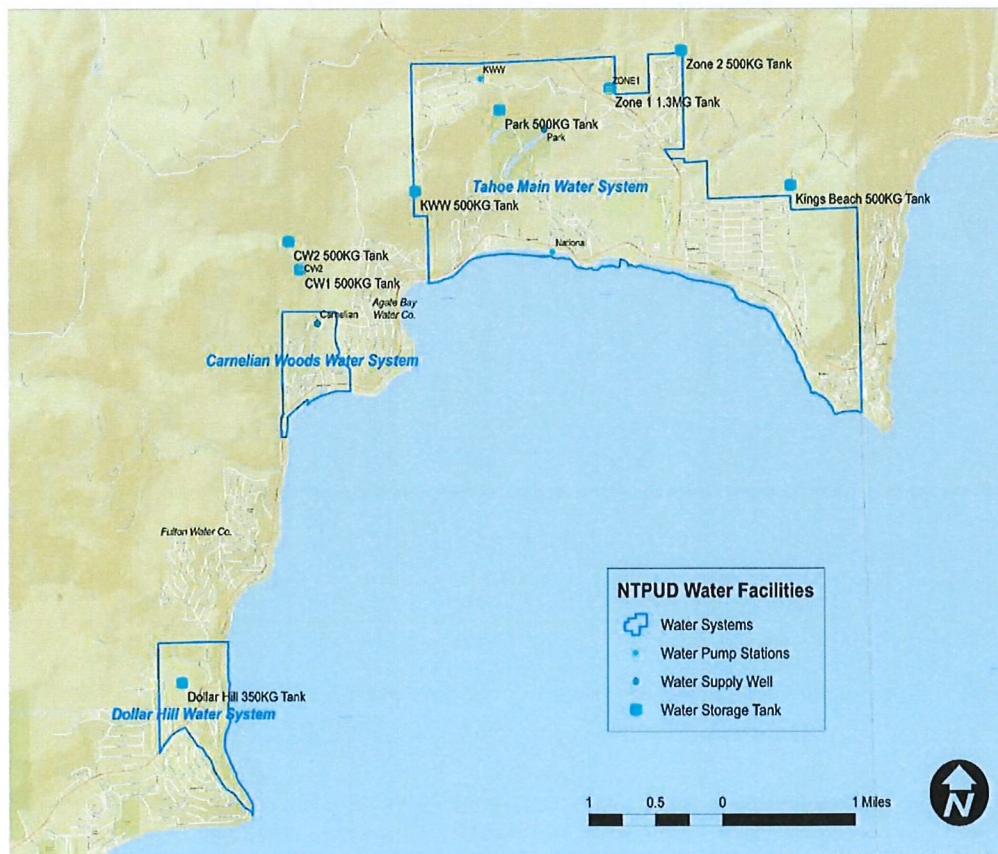 KWW
Zone 2 500KG Tank
ZONE1
Zone 1 1.3MG Tank
Park 500KG Tank
Park
Tahoe Main Water System
KWW 500KG Tank
Kings Beach 500KG Tank
CW2 500KG Tank
CW2
CW1 500KG Tank
Nationa
Agate Bay
Water Co.
Carnelian
Carnelian Woods Water System
Fulton Water Co.
Dollar Hill 350KG Tank
Dollar Hill Water System
NTPUD Water Facilities
Water Systems
Water Pump Stations
Water Supply Well
Water Storage Tank
1 0.5 0 1 Miles
N